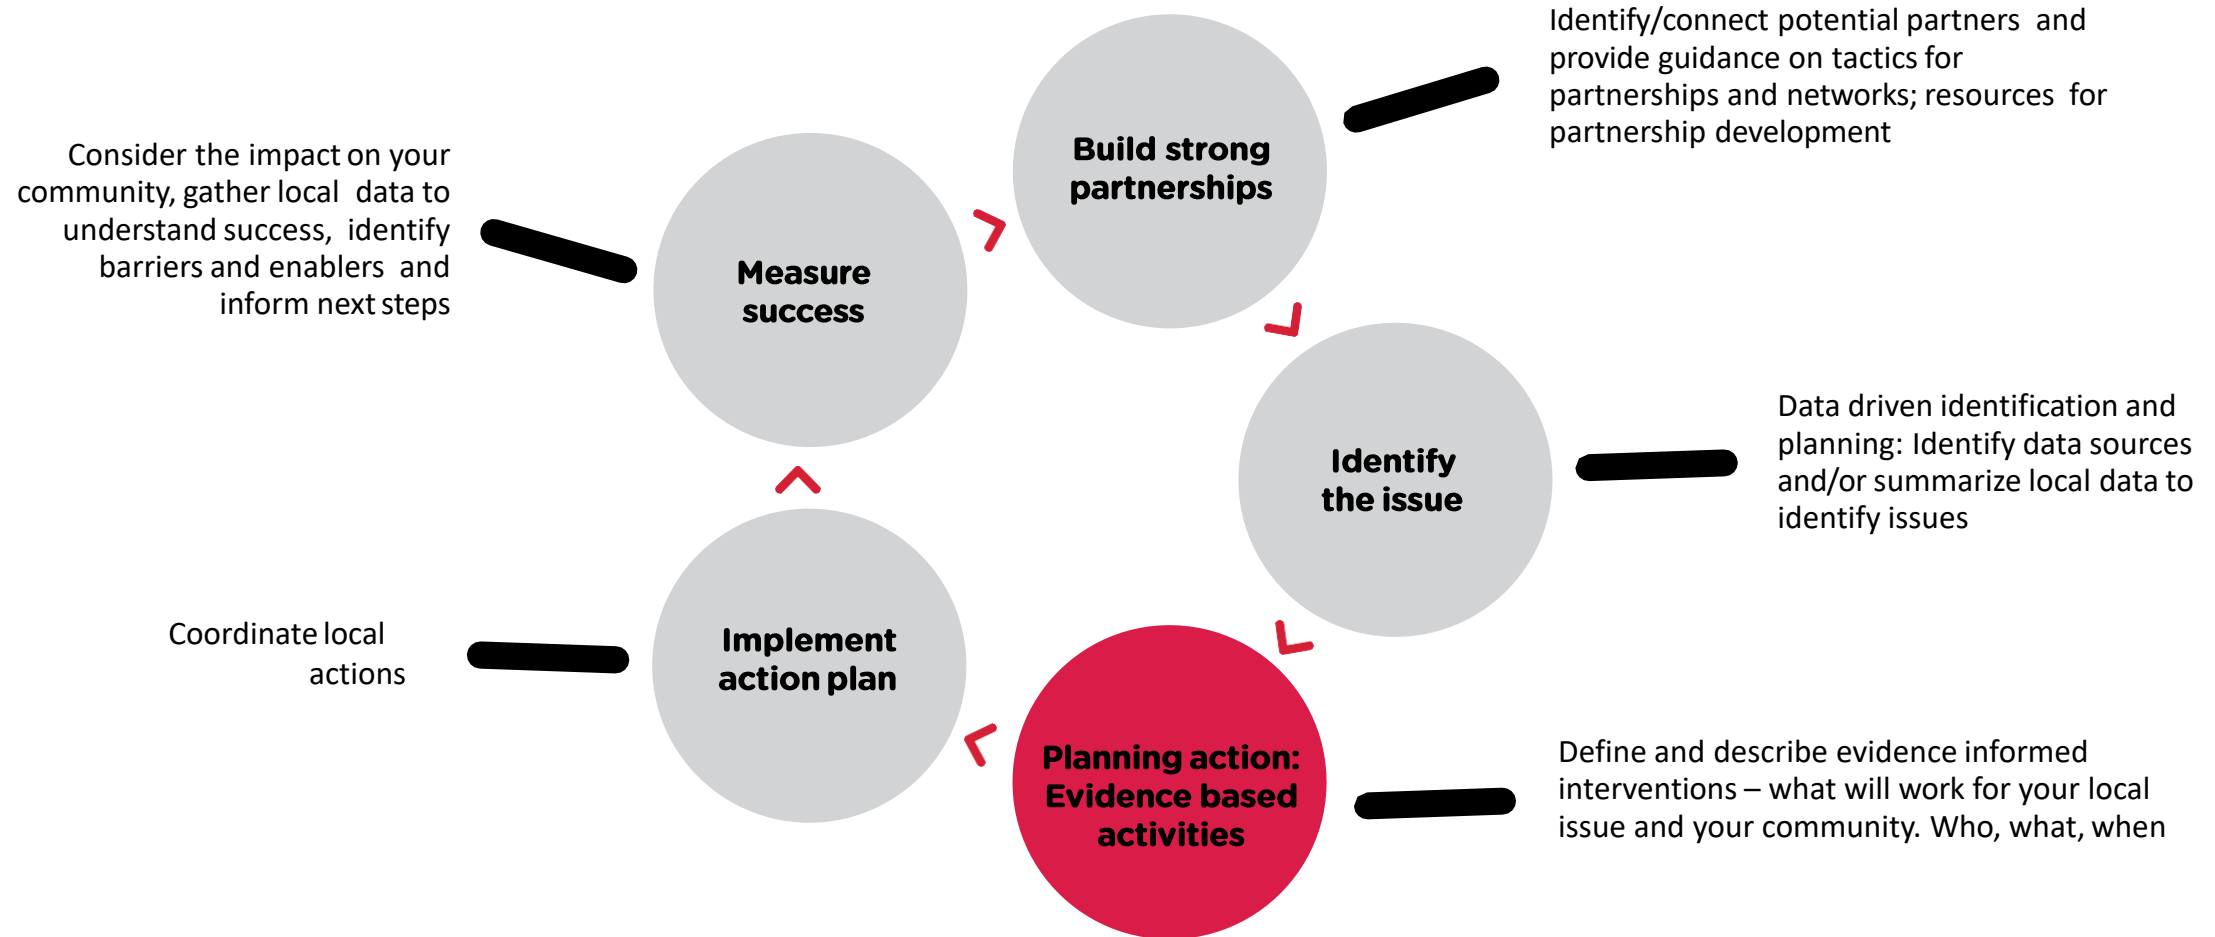 Identify/connect potential partners and
provide guidance on tactics for
partnerships and networks; resources for
partnership development
Build strong
partnerships
Consider the impact on your
community, gather local data to
understand success, identify
barriers and enablers and
inform next steps
Measure
success
Identify
the issue
Data driven identification and
planning: Identify data sources
and/or summarize local data to
identify issues
Coordinate local
actions
Implement
action plan
Planning action:
Evidence based
activities
Define and describe evidence informed
interventions – what will work for your local
issue and your community. Who, what, when